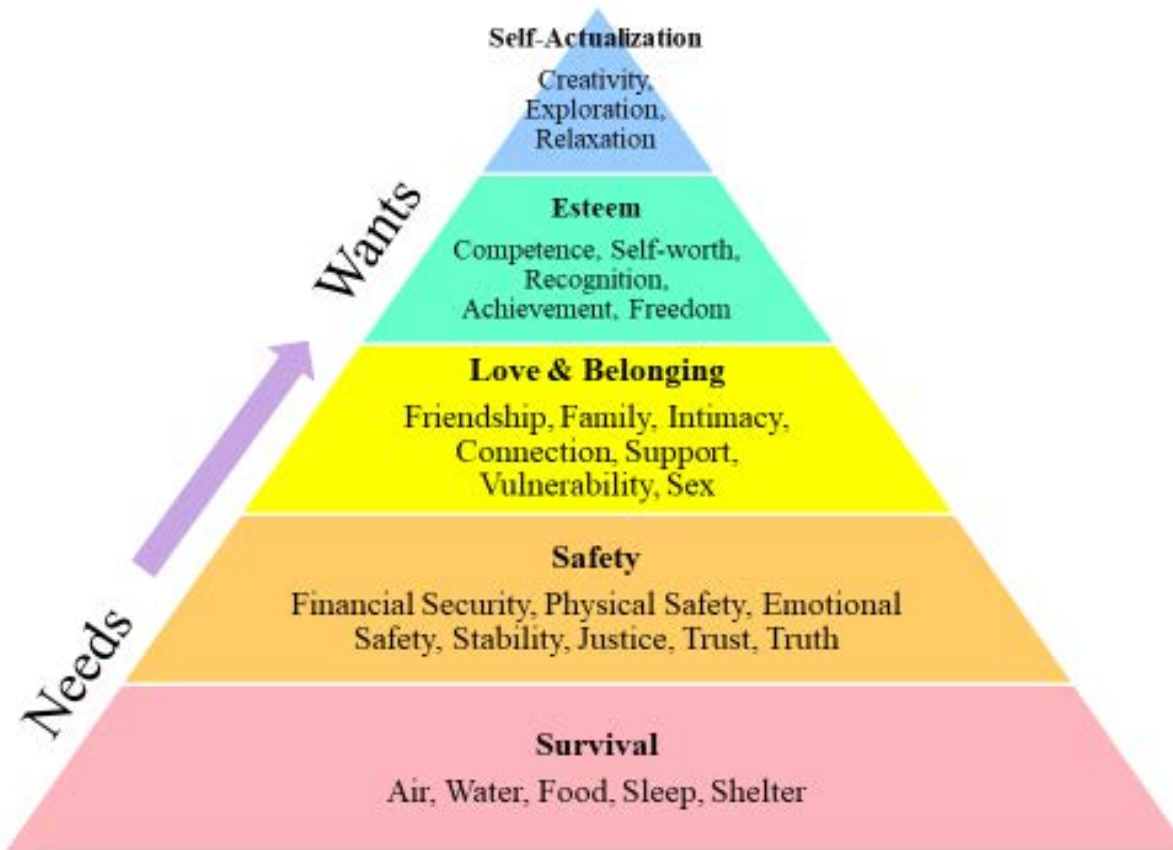 Self-Actualization
Creativity,
Exploration,
Relaxation
Wants
Esteem
Competence, Self-worth,
Recognition,
Achievement, Freedom
Love & Belonging
Friendship, Family, Intimacy,
Connection, Support,
Vulnerability, Sex
Safety
Financial Security, Physical Safety, Emotional
Safety, Stability, Justice, Trust, Truth
Needs
Survival
Air, Water, Food, Sleep, Shelter